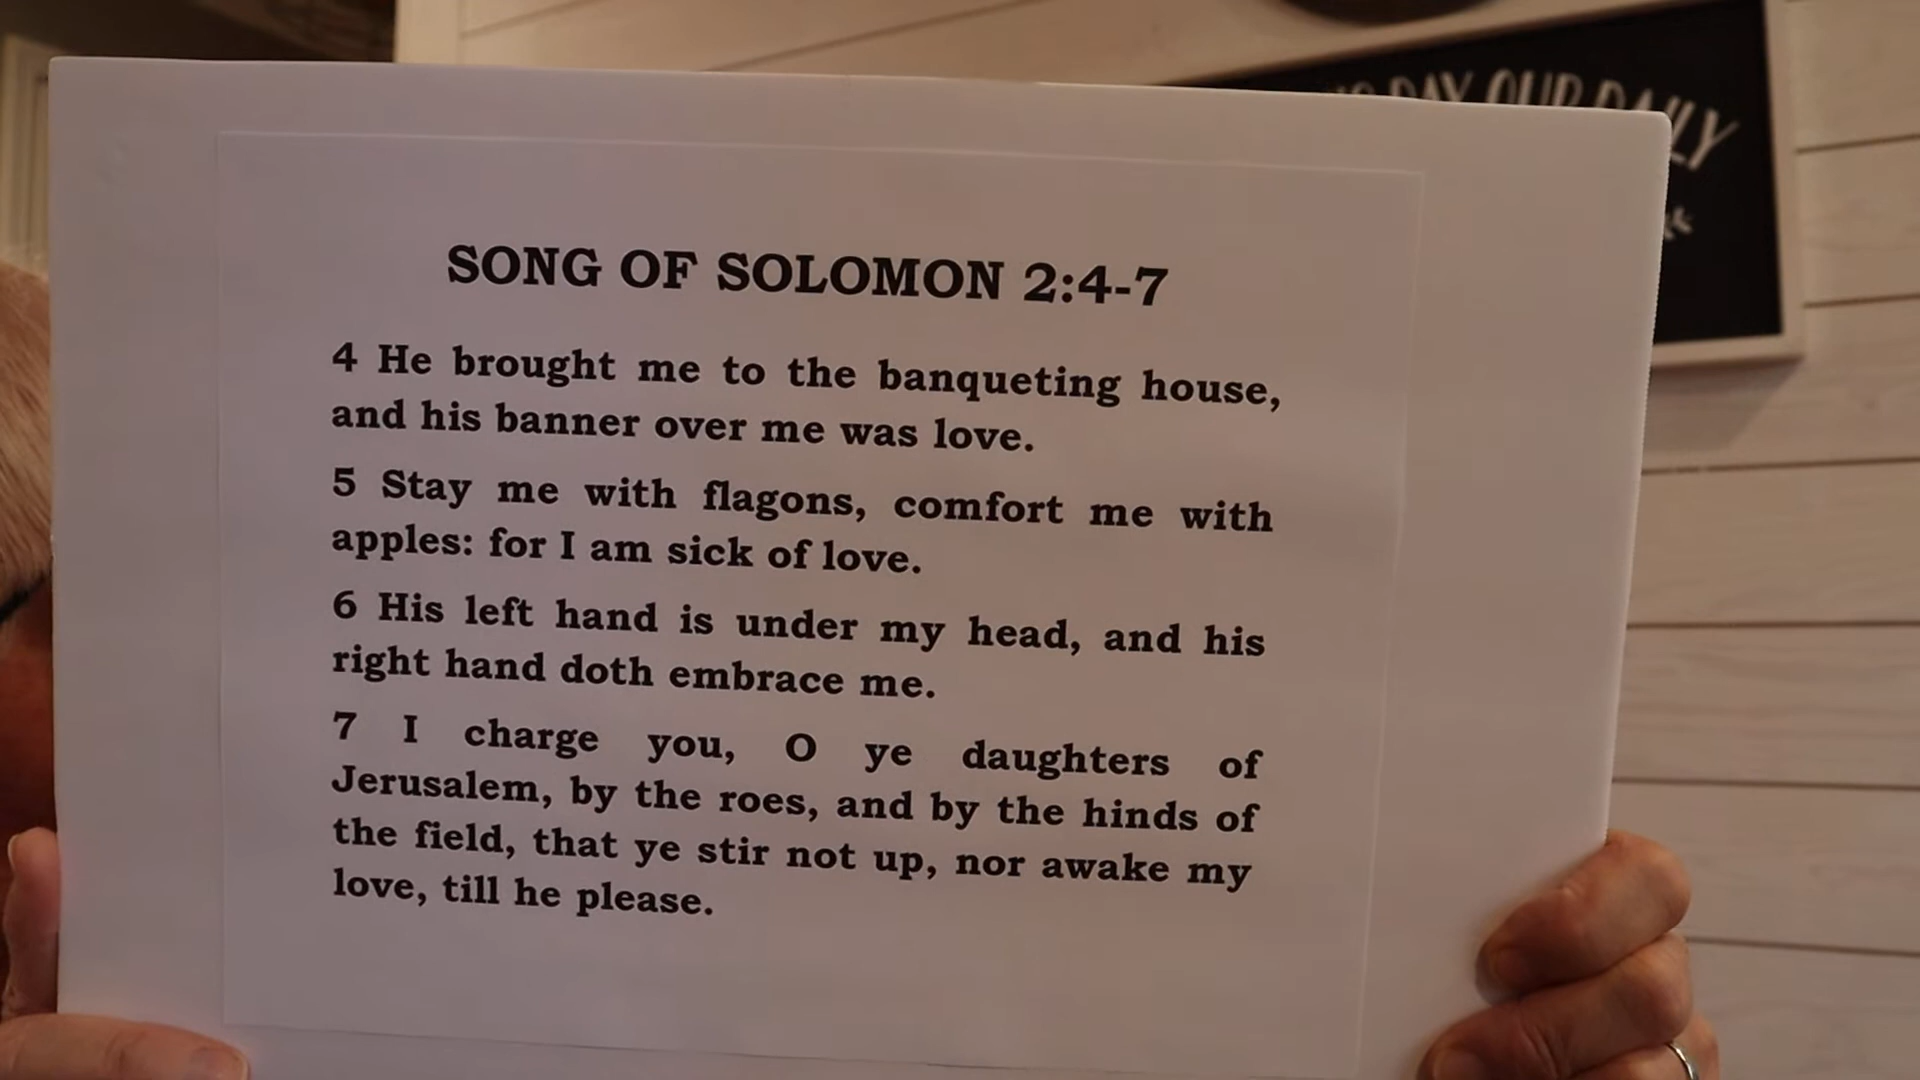 DAY OUR DAILY
SONG OF SOLOMON 2:4-7
4 He brought me to the banqueting house,
and his banner over me was love.
5 Stay me with flagons, comfort me with
apples: for I am sick of love.
6 His left hand is under my head, and his
right hand doth embrace me.
7 I charge you, O ye daughters of
Jerusalem, by the roes, and by the hinds of
the field, that ye stir not up, nor awake my
love, till he please.